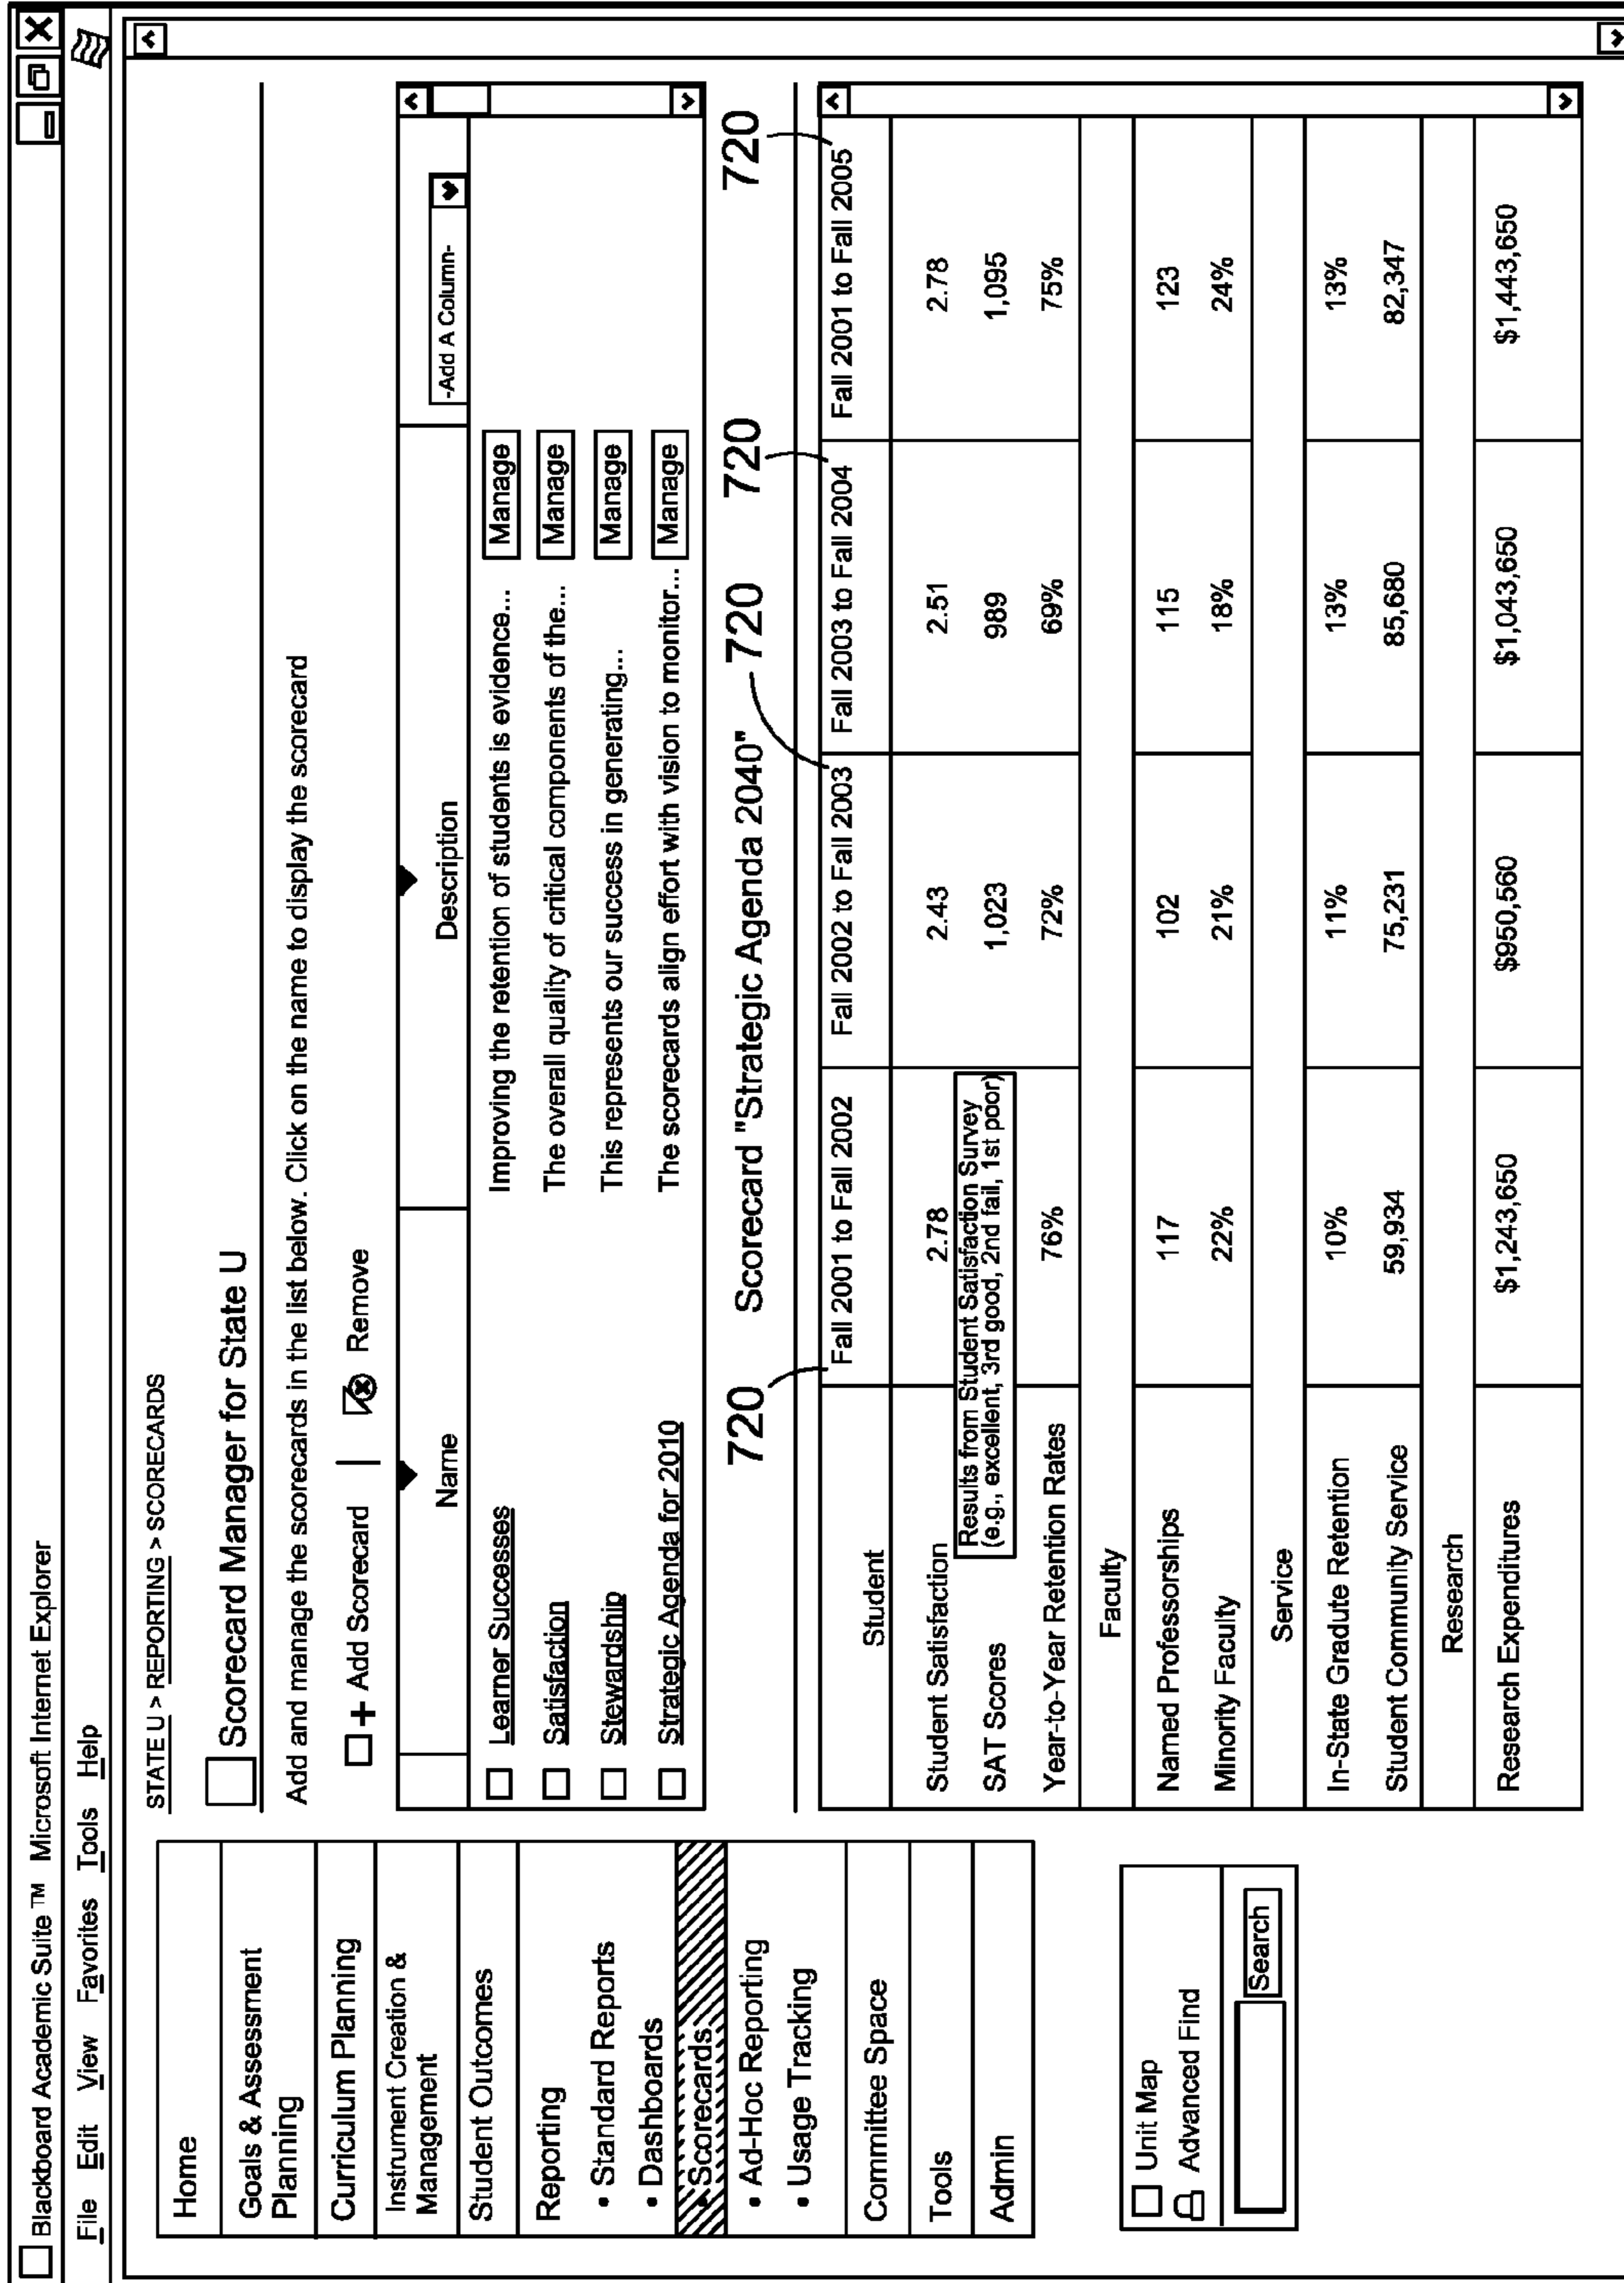 Blackboard Academic Suite ™ Microsoft Internet Explorer
File Edit View Favorites Tools Help
Home
Goals & Assessment
Planning
Curriculum Planning
Instrument Creation &
Management
Student Outcomes
Reporting
• Standard Reports
• Dashboards
• Scorecards
• Ad-Hoc Reporting
• Usage Tracking
Committee Space
Tools
Admin
Unit Map
Advanced Find
Search
STATE U > REPORTING > SCORECARDS
Scorecard Manager for State U
Add and manage the scorecards in the list below. Click on the name to display the scorecard
+ Add Scorecard | Remove
Name Description -Add A Column-
Learner Successes Improving the retention of students is evidence... Manage
Satisfaction The overall quality of critical components of the... Manage
Stewardship This represents our success in generating... Manage
Strategic Agenda for 2010 The scorecards align effort with vision to monitor... Manage
720 Scorecard "Strategic Agenda 2040" 720 720 720
Student Fall 2001 to Fall 2002 Fall 2002 to Fall 2003 Fall 2003 to Fall 2004 Fall 2001 to Fall 2005
Student Satisfaction 2.78 2.43 2.51 2.78
Results from Student Satisfaction Survey
(e.g., excellent, 3rd good, 2nd fail, 1st poor)
SAT Scores 1,023 989 1,095
Year-to-Year Retention Rates 76% 72% 69% 75%
Faculty
Named Professorships 117 102 115 123
Minority Faculty 22% 21% 18% 24%
Service
In-State Gradute Retention 10% 11% 13% 13%
Student Community Service 59,934 75,231 85,680 82,347
Research
Research Expenditures $1,243,650 $950,560 $1,043,650 $1,443,650